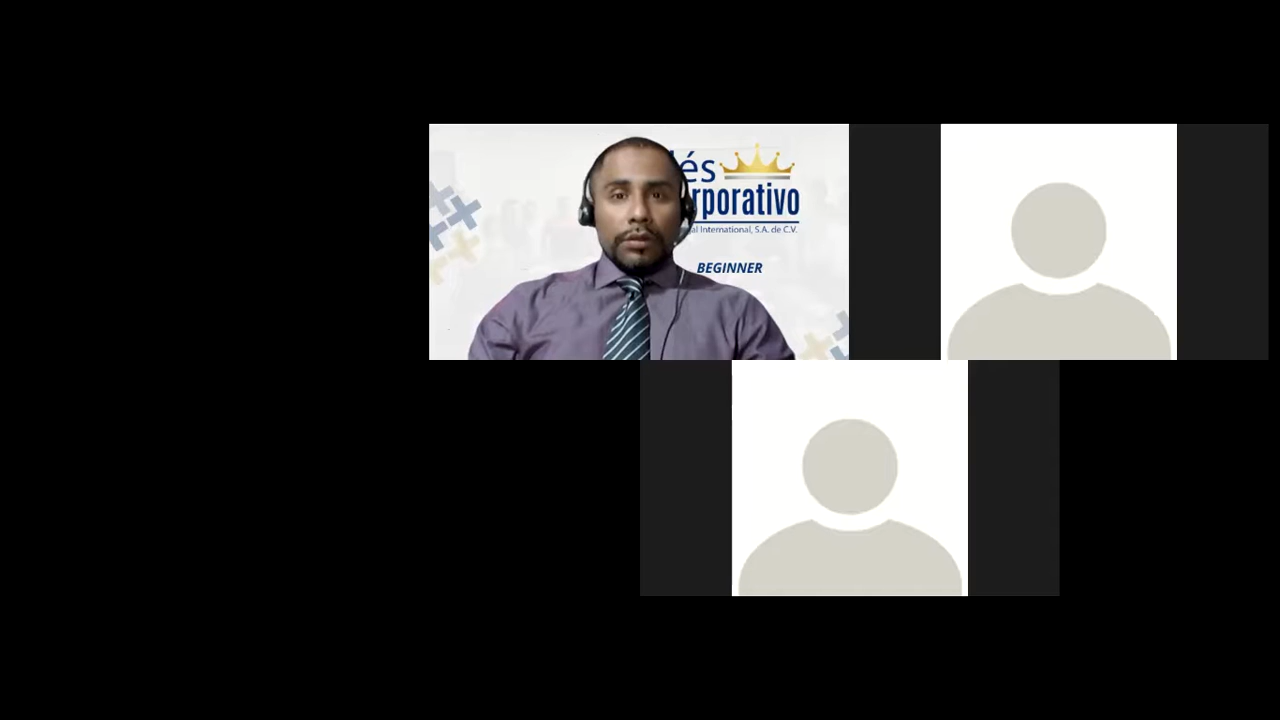 és
rporativo
al International, S.A. de C.V.
BEGINNER